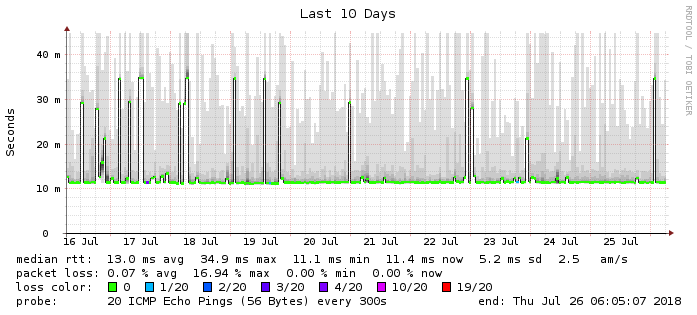 Last 10 Days
RRDTOOL / TOBI OETIKER
Seconds
40 m
30 m
20 m
10 m
0
16 Jul 17 Jul 18 Jul 19 Jul 20 Jul 21 Jul 22 Jul 23 Jul 24 Jul 25 Jul
median rtt: 13.0 ms avg 34.9 ms max 11.1 ms min 11.4 ms now 5.2 ms sd 2.5 am/s
packet loss: 0.07 % avg 16.94 % max 0.00 % min 0.00 % now
loss color: 0 1/20 2/20 3/20 4/20 10/20 19/20
probe: 20 ICMP Echo Pings (56 Bytes) every 300s end: Thu Jul 26 06:05:07 2018